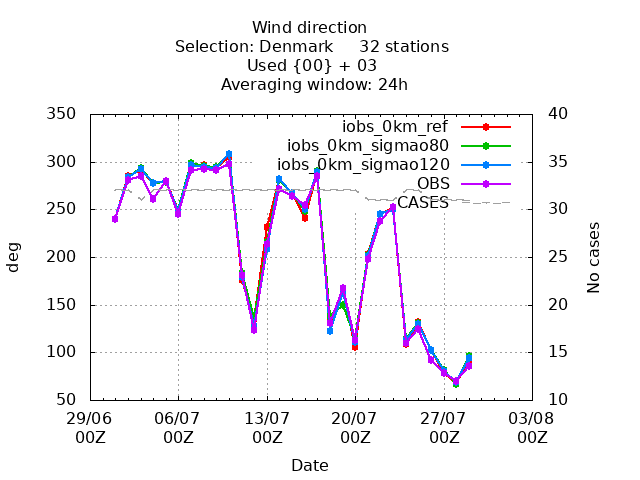 Wind direction
Selection: Denmark 32 stations
Used {00} + 03
Averaging window: 24h
350 40
iobs_0km_ref
iobs_0km_sigmao80
300 35
iobs_0km_sigmao120
OBS
CASES
250 30
deg
No cases
200 25
150 20
100 15
50 10
29/06 06/07 13/07 20/07 27/07 03/08
00Z 00Z 00Z 00Z 00Z 00Z
Date